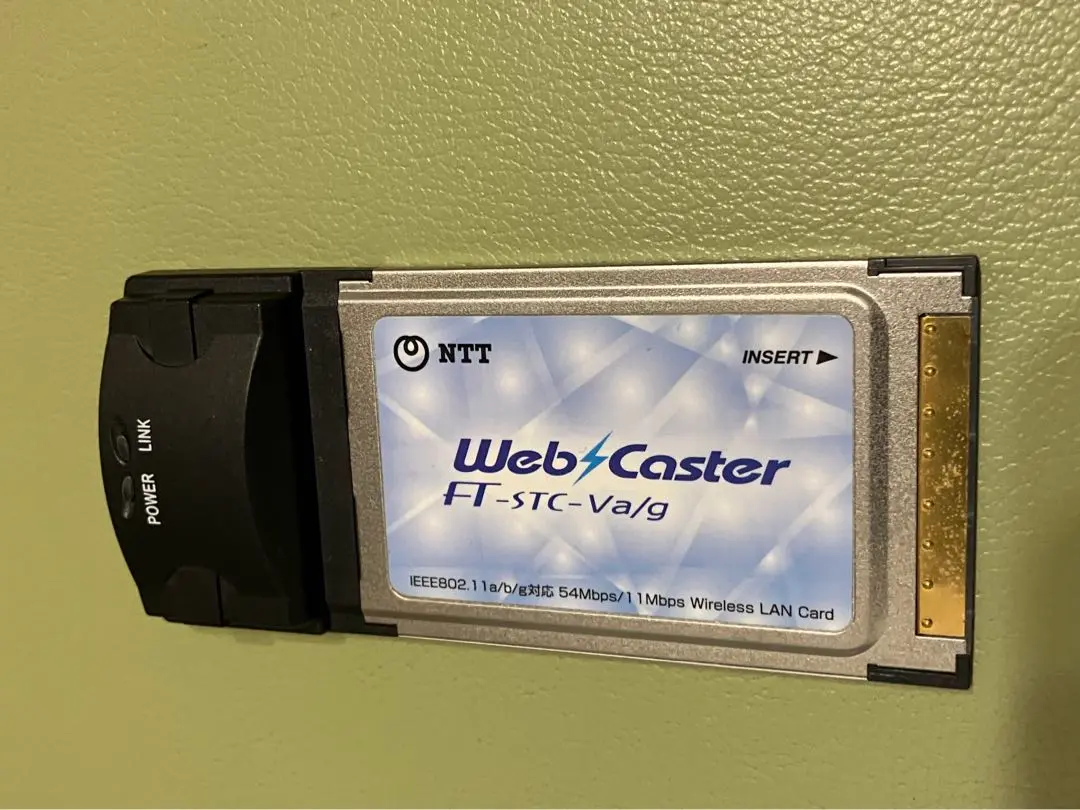 NTT
INSERT ▶
Web Caster
FT-STC-Va/g
IEEE802.11a/b/g対応 54Mbps/11Mbps Wireless LAN Card
POWER LINK